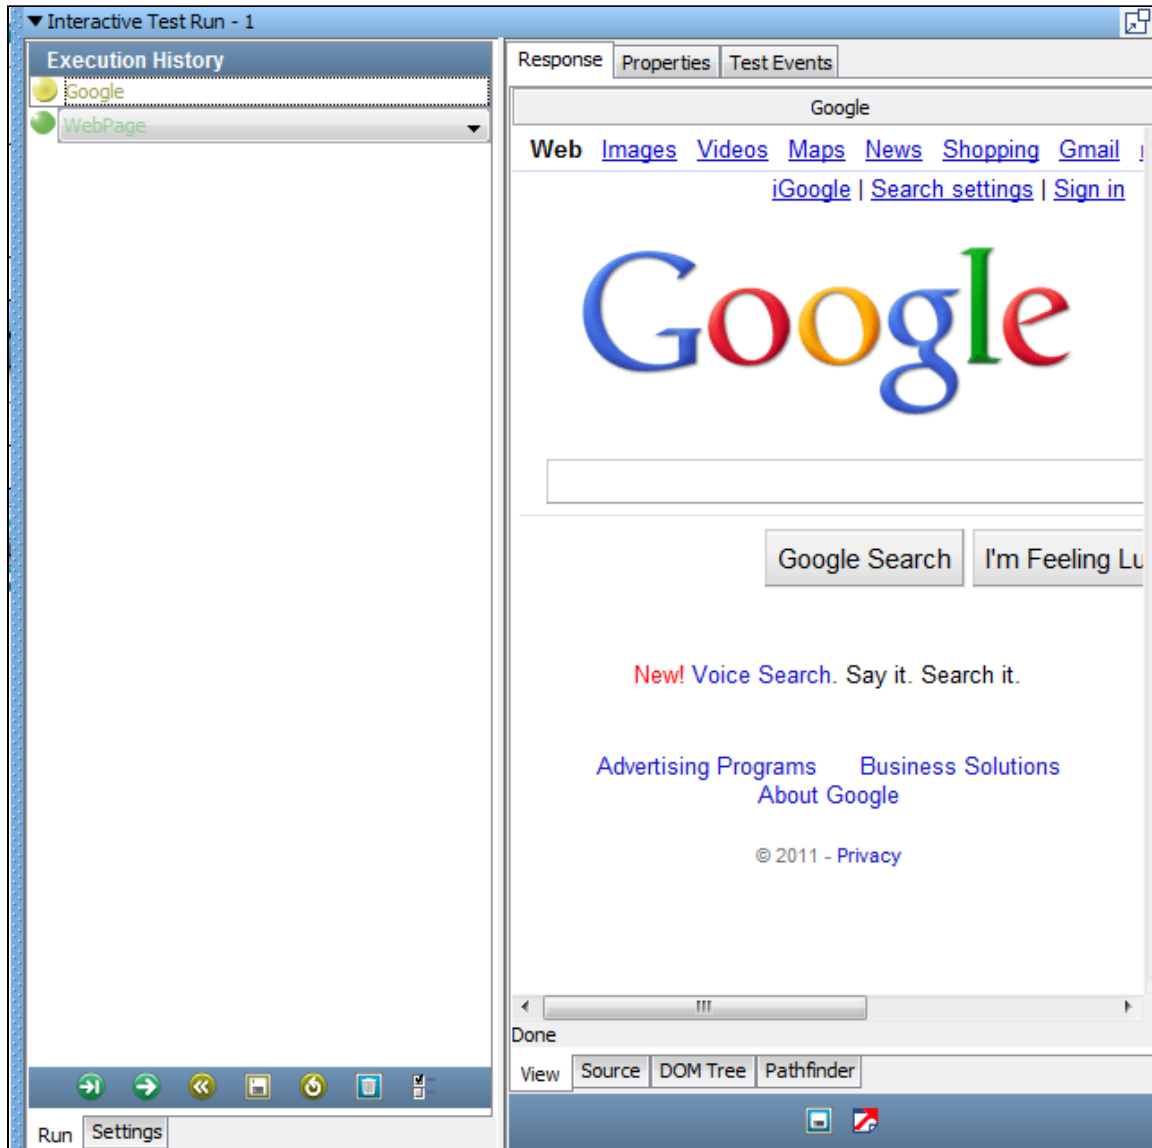 Interactive Test Run - 1
Execution History
Google
WebPage
Response Properties Test Events
Google
Web Images Videos Maps News Shopping Gmail
iGoogle | Search settings | Sign in
Google
Google Search I'm Feeling Lu
New! Voice Search. Say it. Search it.
Advertising Programs Business Solutions
About Google
© 2011 - Privacy
Done
View Source DOM Tree Pathfinder
Run Settings